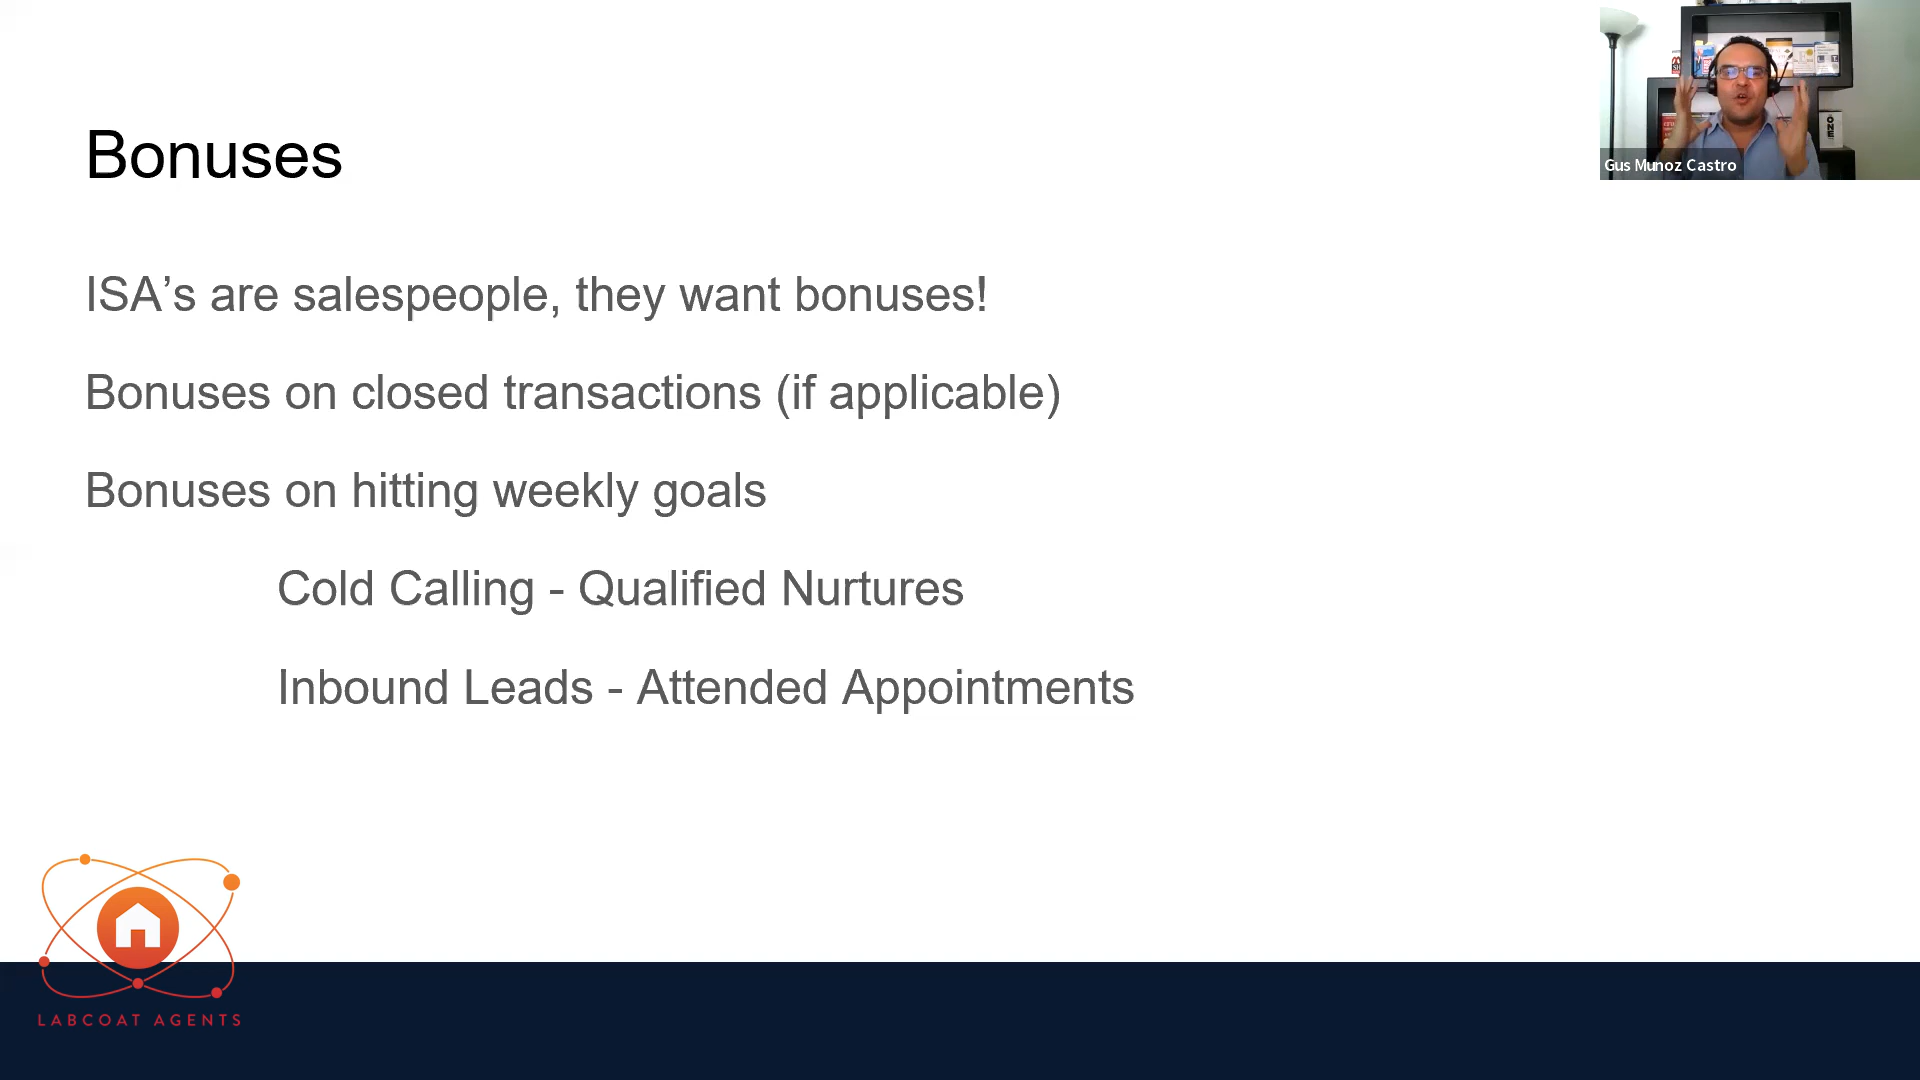 Bonuses
ISA’s are salespeople, they want bonuses!
Bonuses on closed transactions (if applicable)
Bonuses on hitting weekly goals
Cold Calling - Qualified Nurtures
Inbound Leads - Attended Appointments
Gus Munoz Castro
ONE
LABCOAT AGENTS